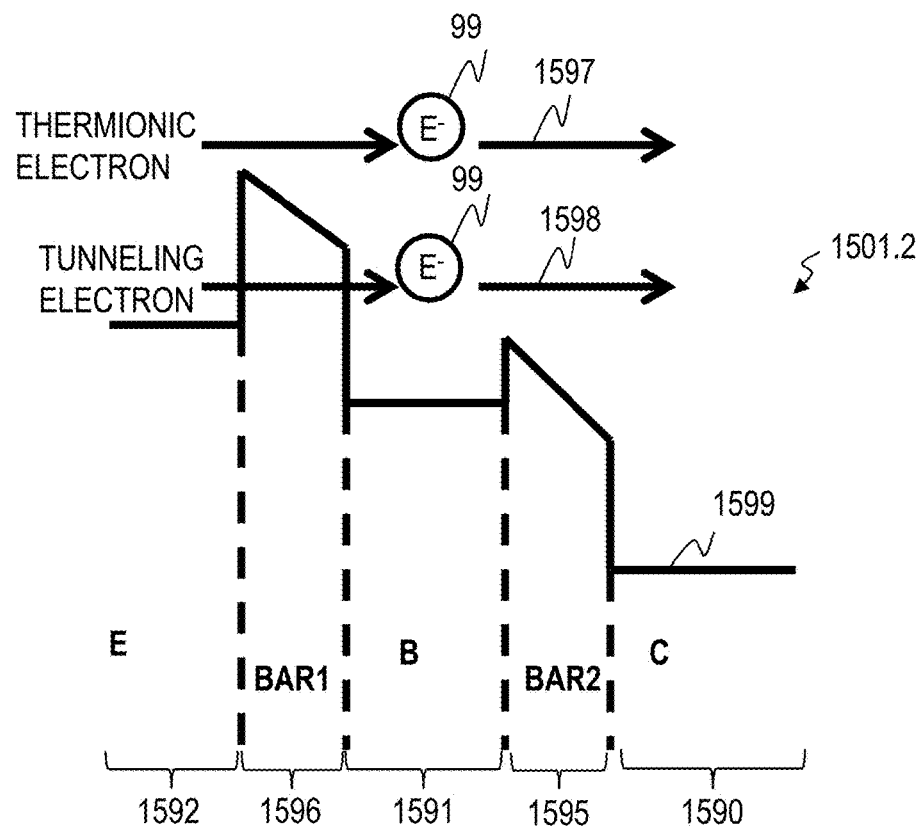 99
1597
THERMIONIC
ELECTRON
E-
99
1598
TUNNELING
ELECTRON
E-
1501.2
1599
E
BAR1
B
BAR2
C
1592
1596
1591
1595
1590